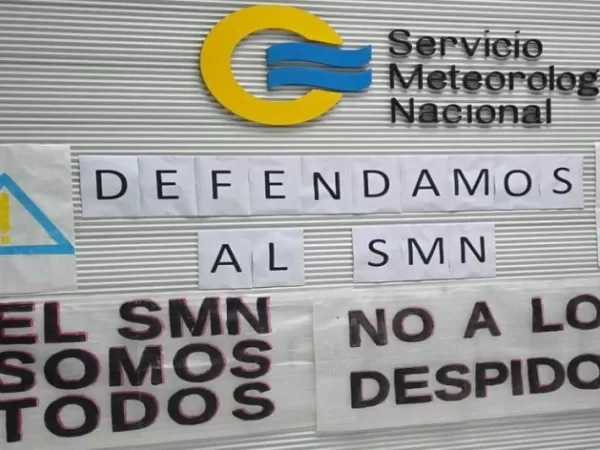 Servicio
Meteorolog
Nacional
DEFENDAMOS
AL SMN
EL SMN
SOMOS
TODOS
NO A LO
DESPIDO